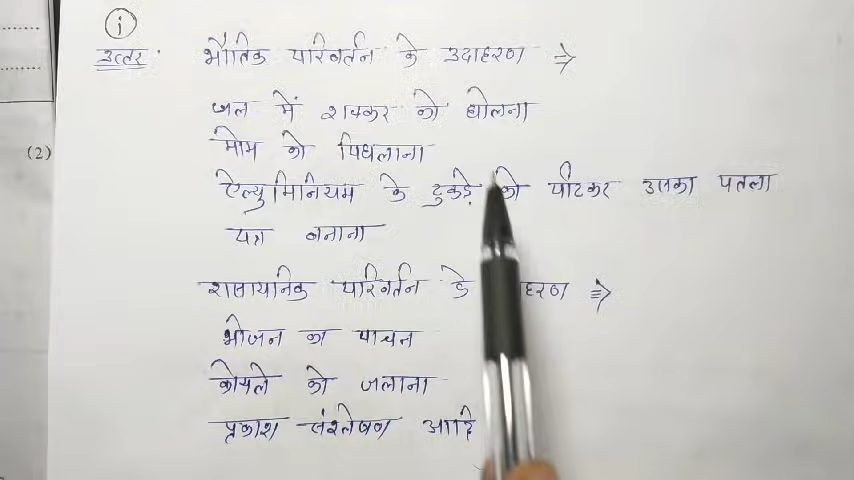 i
उत्तर: भौतिक परिवर्तन के उदाहरण ⇒
जल में शक्कर को घोलना
मोम को पिघलाना
(2)
ऐल्युमिनियम के टुकड़े को पीटकर उसका पतला
पत्र बनाना
रासायनिक परिवर्तन के हरण ⇒
भोजन का पाचन
कोयले को जलाना
प्रकाश संश्लेषण आदि